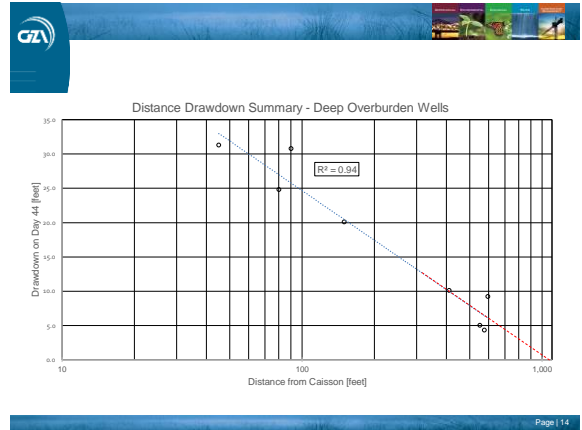 GZA
Distance Drawdown Summary - Deep Overburden Wells
35.0
30.0
25.0
20.0
15.0
10.0
5.0
0.0
Drawdown on Day 44 [feet]
R² = 0.94
10
100
1,000
Distance from Caisson [feet]
Page | 14